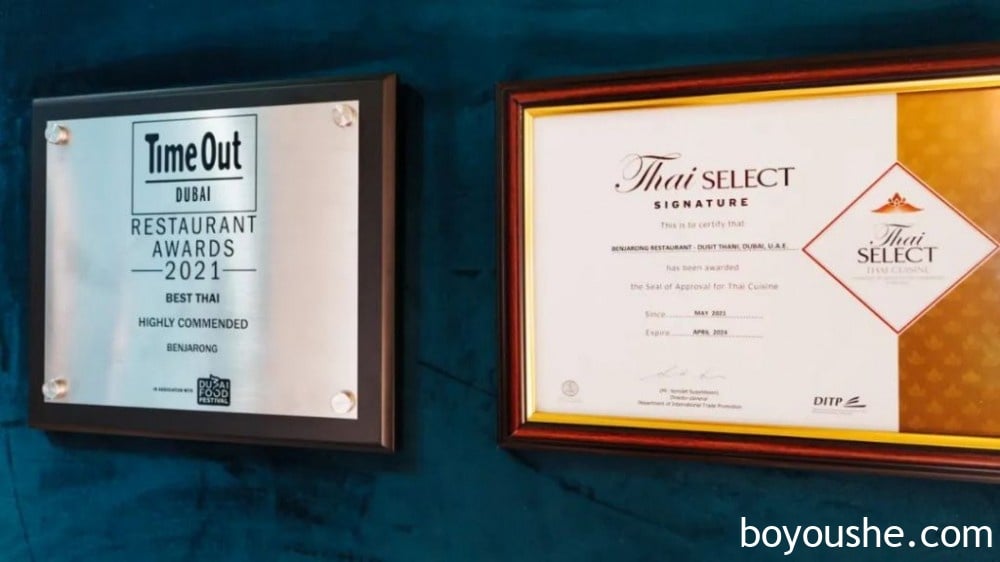 Time Out
DUBAI
RESTAURANT
AWARDS
2021
BEST THAI
HIGHLY COMMENDED
BENJARONG
IN ASSOCIATION WITH
DUBAI
FOOD
FESTIVAL
Thai SELECT
SIGNATURE
This is to certify that
BENJARONG RESTAURANT - DUSIT THANI, DUBAI, U.A.E.
has been awarded
the Seal of Approval for Thai Cuisine
Since MAY 2021
Expire APRIL 2024
Director-General
Department of International Trade Promotion
DITP
Thai
SELECT
THAI CUISINE
boyoushe.com